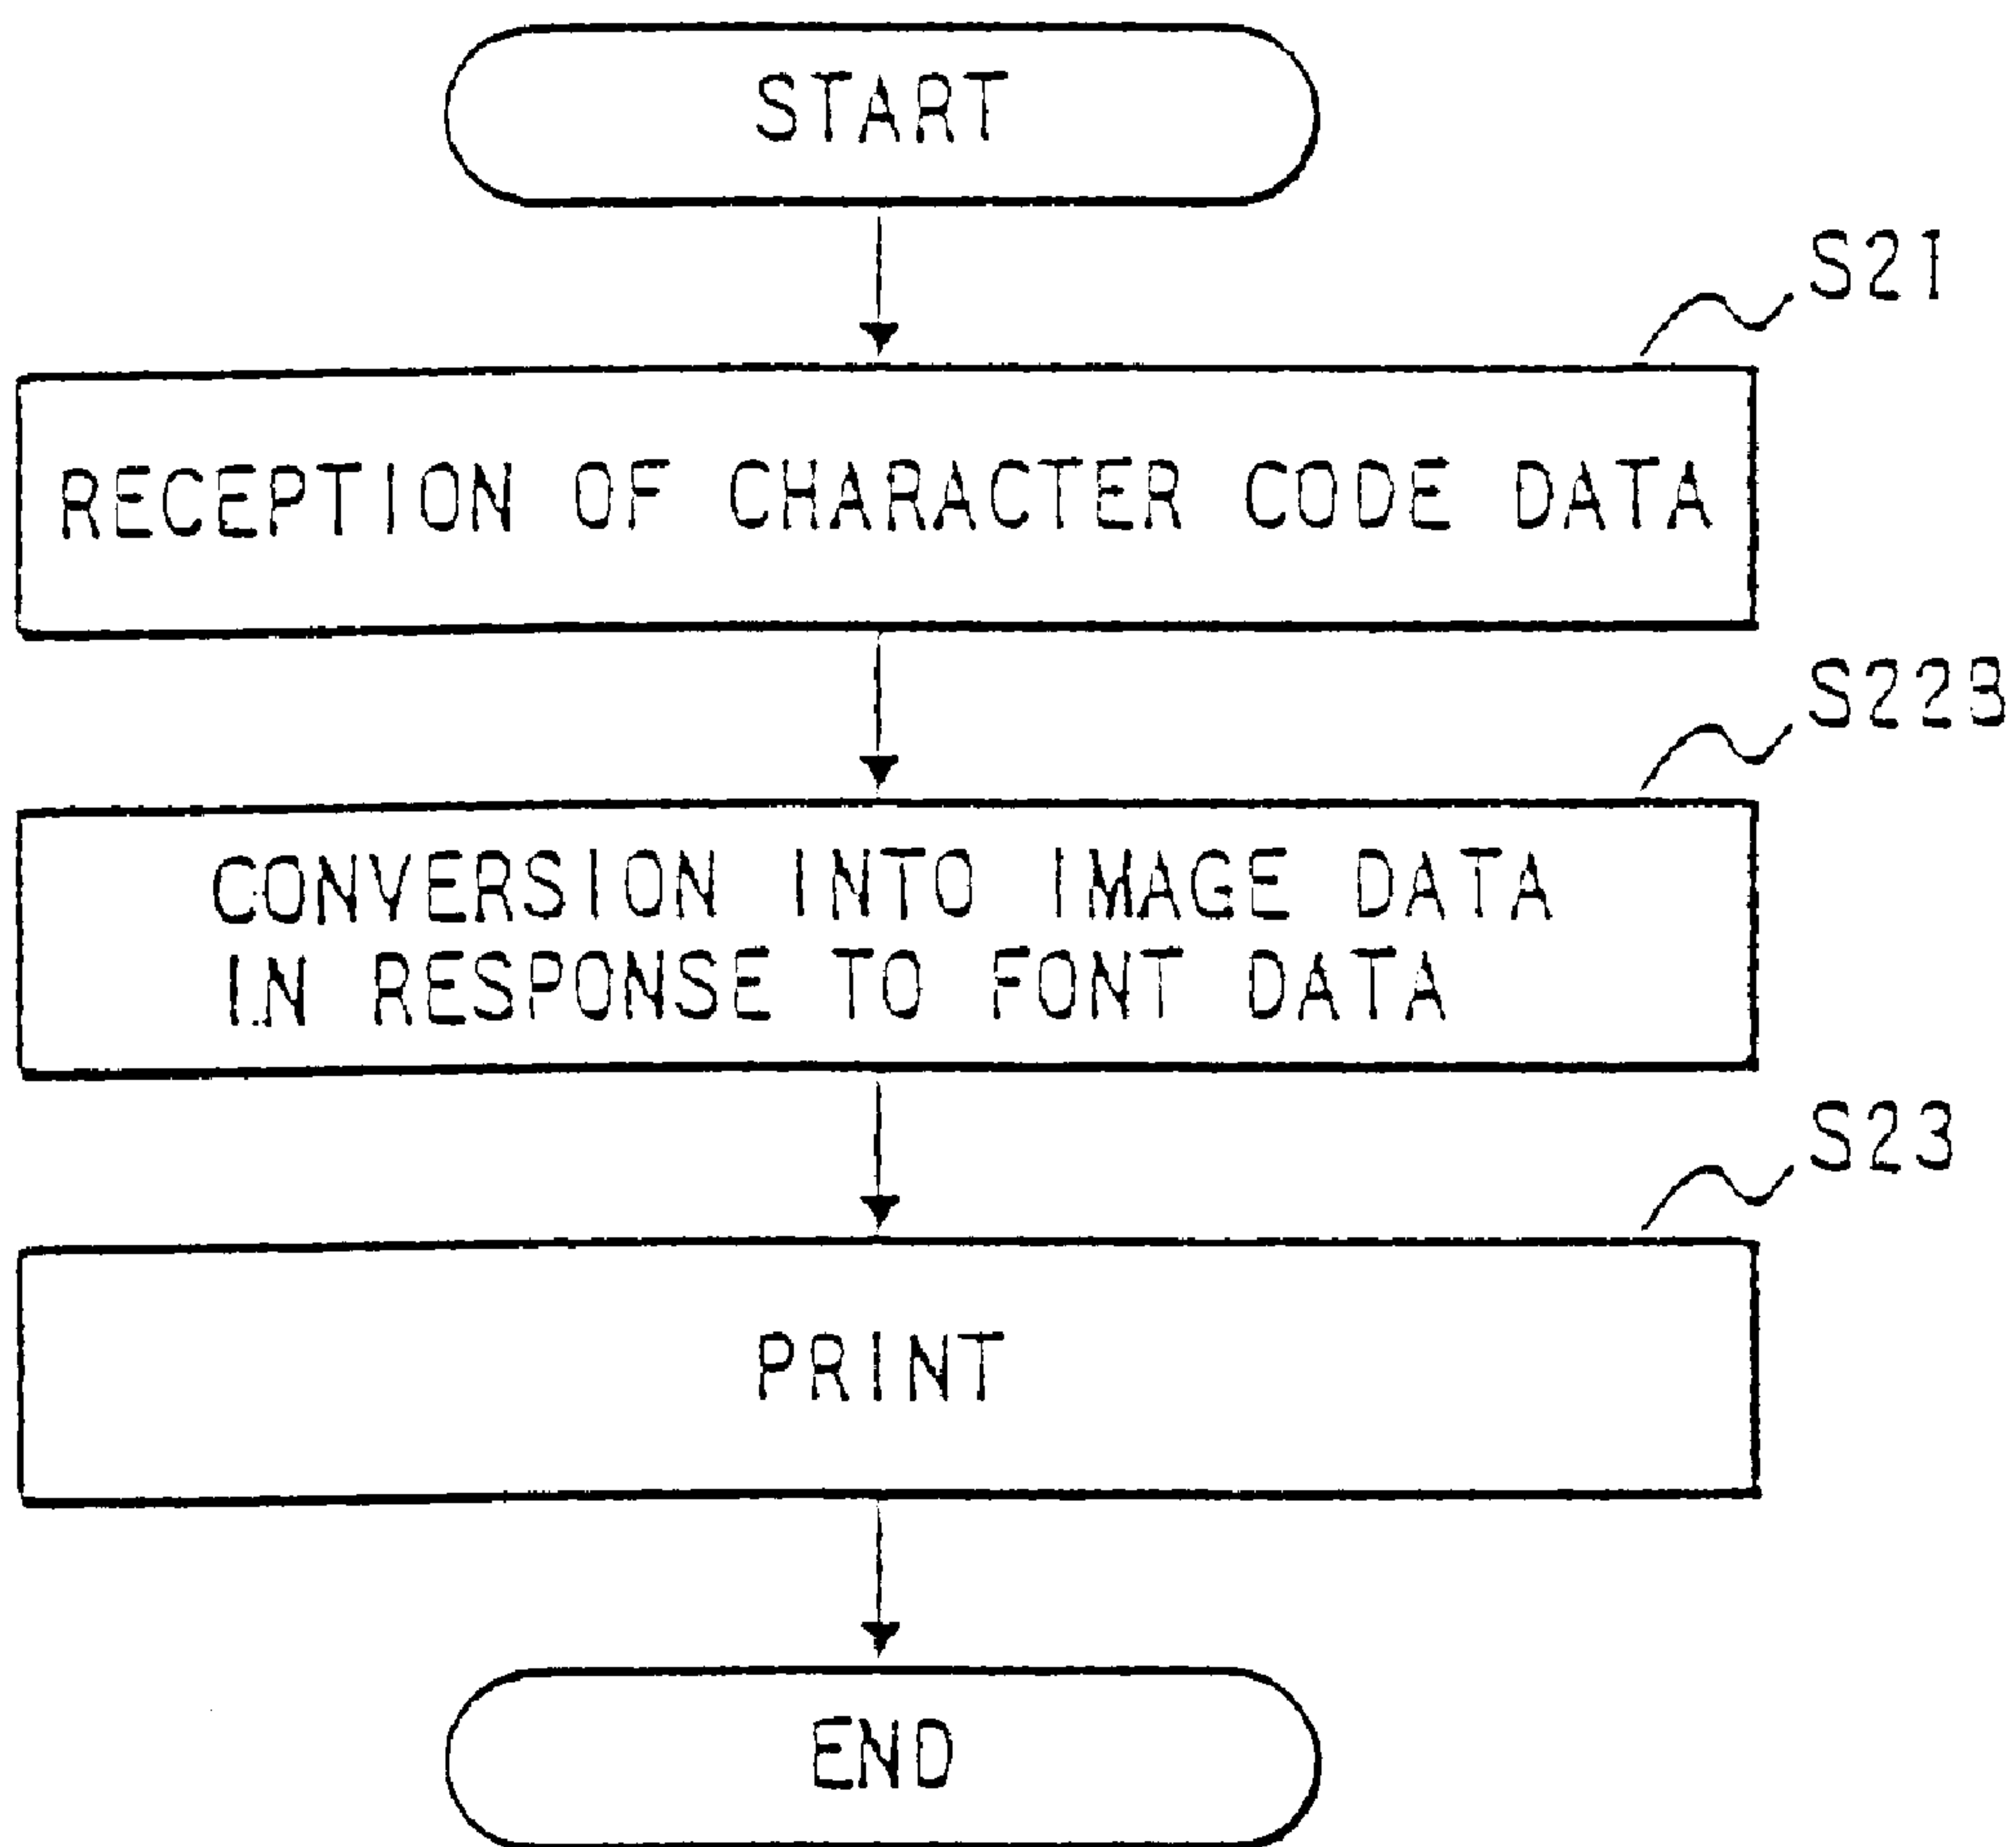 START
S21
RECEPTION OF CHARACTER CODE DATA
S22B
CONVERSION INTO IMAGE DATA
IN RESPONSE TO FONT DATA
S23
PRINT
END